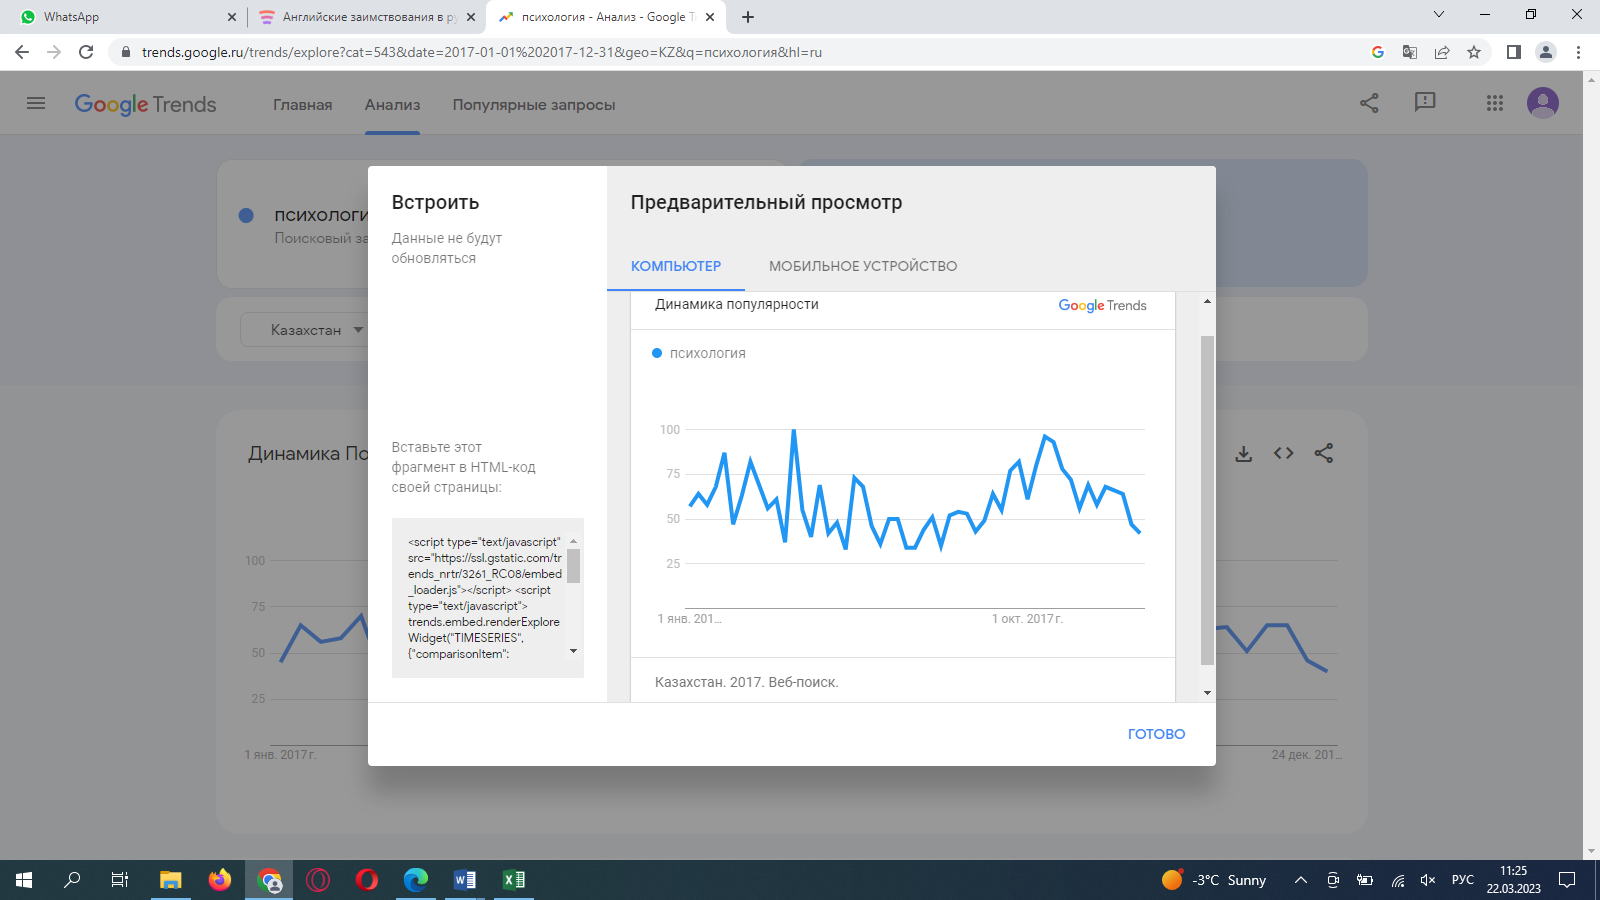 WhatsApp
Английские заимствования в ру
психология - Анализ - Google T
trends.google.ru/trends/explore?cat=543&date=2017-01-01%202017-12-31&geo=KZ&q=психология&hl=ru
Google Trends
Главная
Анализ
Популярные запросы
психологи
Поисковый за
Казахстан
Динамика По
100
75
50
25
1 янв. 2017 г.
24 дек. 201...
Встроить
Данные не будут
обновляться
Вставьте этот
фрагмент в HTML-код
своей страницы:
<script type="text/javascript"
src="https://ssl.gstatic.com/tr
ends_nrtr/3261_RC08/embed
_loader.js"></script> <script
type="text/javascript">
trends.embed.renderExplore
Widget("TIMESERIES",
{"comparisonItem":
Предварительный просмотр
КОМПЬЮТЕР
МОБИЛЬНОЕ УСТРОЙСТВО
Динамика популярности
Google Trends
психология
100
75
50
25
1 янв. 201...
1 окт. 2017 г.
Казахстан. 2017. Веб-поиск.
ГОТОВО
-3°C Sunny
РУС
11:25
22.03.2023